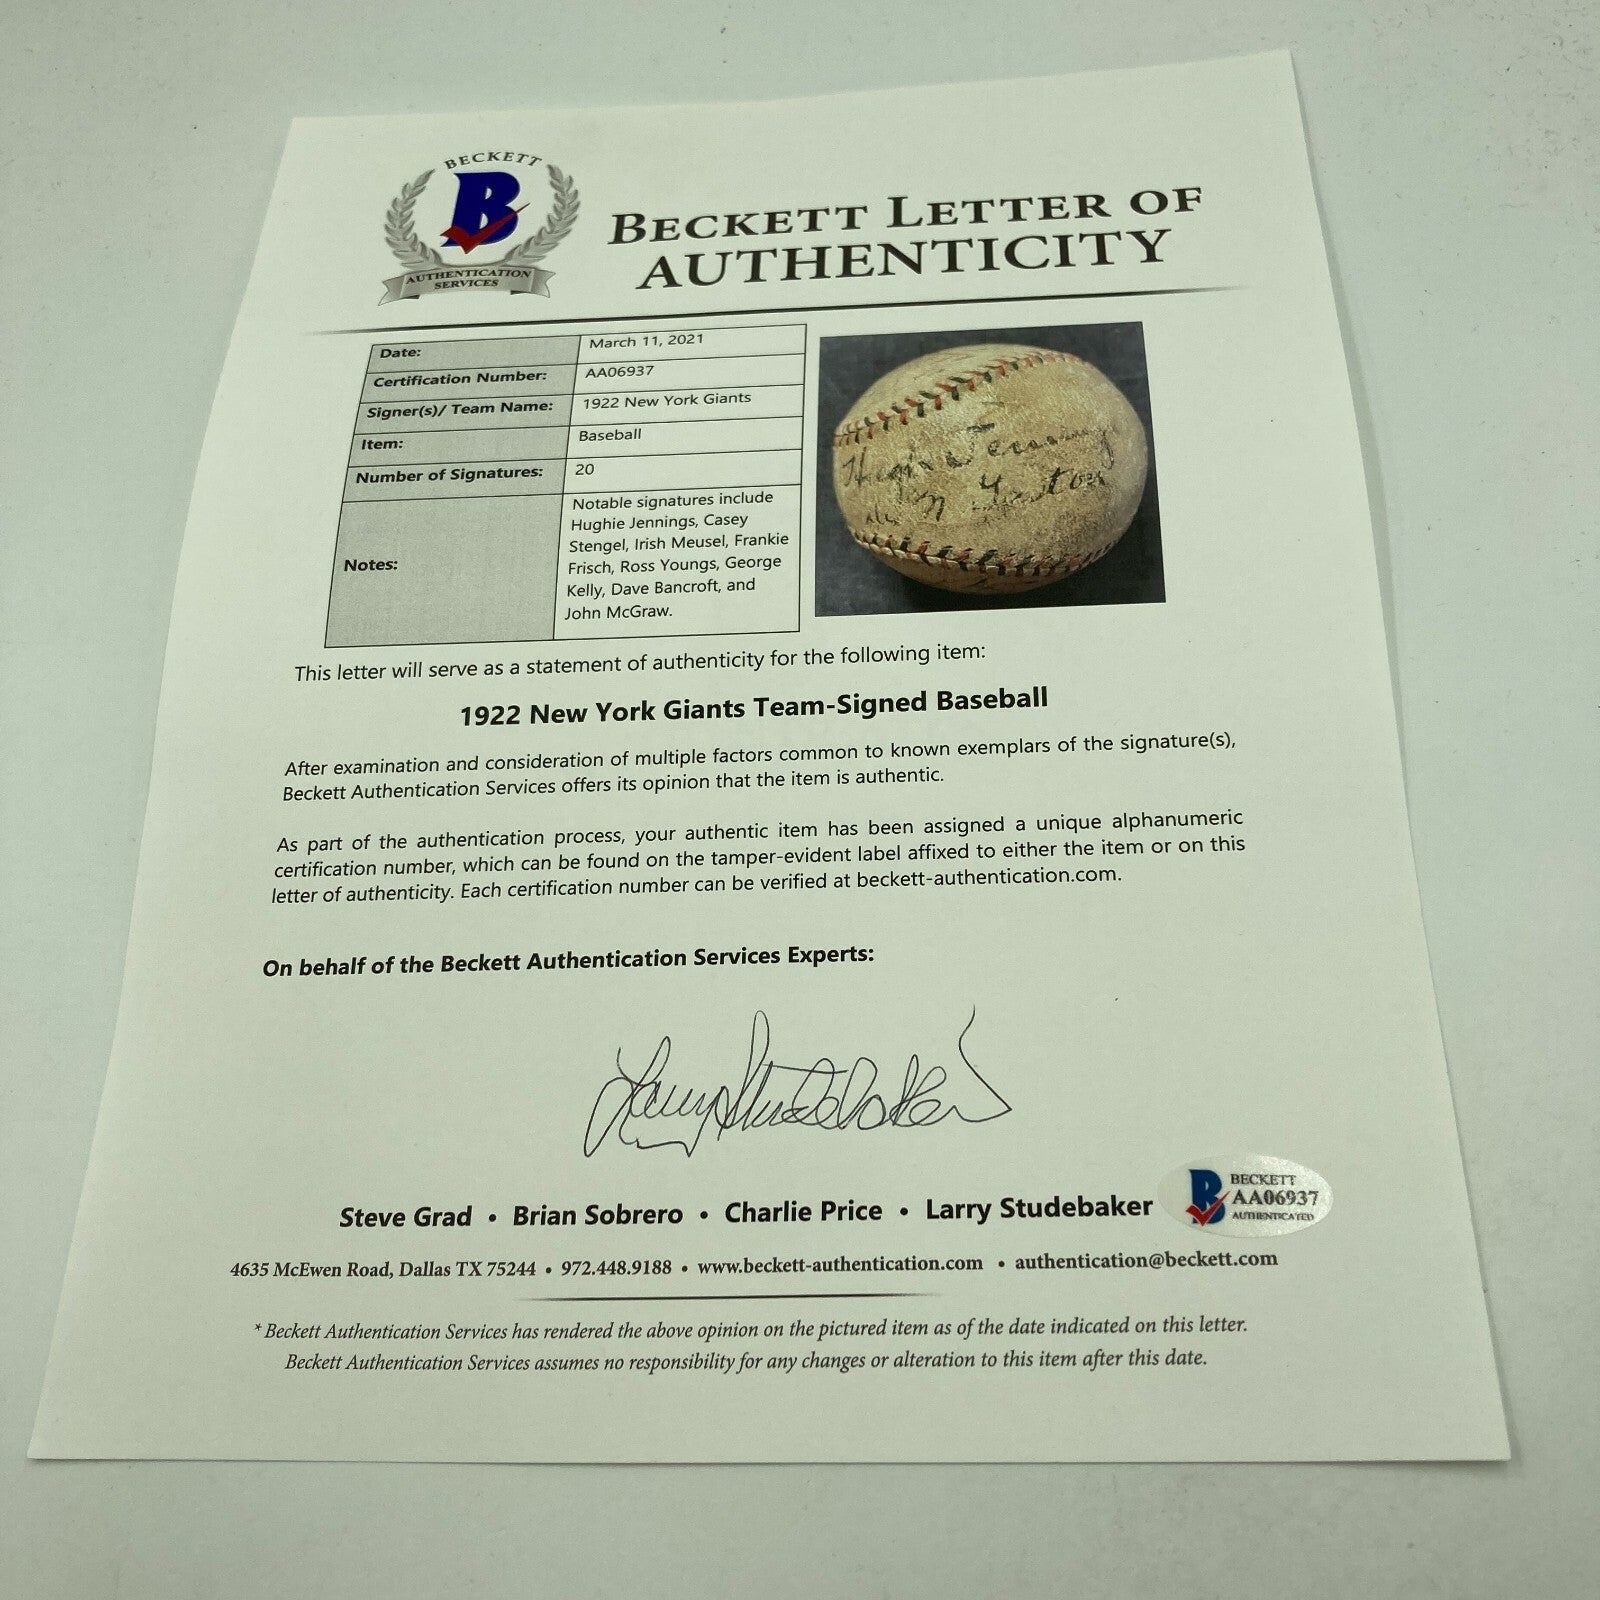 BECKETT
B
AUTHENTICATION
SERVICES
BECKETT LETTER OF
AUTHENTICITY
Date: March 11, 2021
Certification Number: AA06937
Signer(s)/ Team Name: 1922 New York Giants
Item: Baseball
Number of Signatures: 20
Notes:
Notable signatures include
Hughie Jennings, Casey
Stengel, Irish Meusel, Frankie
Frisch, Ross Youngs, George
Kelly, Dave Bancroft, and
John McGraw.
This letter will serve as a statement of authenticity for the following item:
1922 New York Giants Team-Signed Baseball
After examination and consideration of multiple factors common to known exemplars of the signature(s),
Beckett Authentication Services offers its opinion that the item is authentic.
As part of the authentication process, your authentic item has been assigned a unique alphanumeric
certification number, which can be found on the tamper-evident label affixed to either the item or on this
letter of authenticity. Each certification number can be verified at beckett-authentication.com.
On behalf of the Beckett Authentication Services Experts:
Larry Studebaker
Steve Grad • Brian Sobrero • Charlie Price • Larry Studebaker
B
BECKETT
AA06937
AUTHENTICATED
4635 McEwen Road, Dallas TX 75244 • 972.448.9188 • www.beckett-authentication.com • authentication@beckett.com
* Beckett Authentication Services has rendered the above opinion on the pictured item as of the date indicated on this letter.
Beckett Authentication Services assumes no responsibility for any changes or alteration to this item after this date.